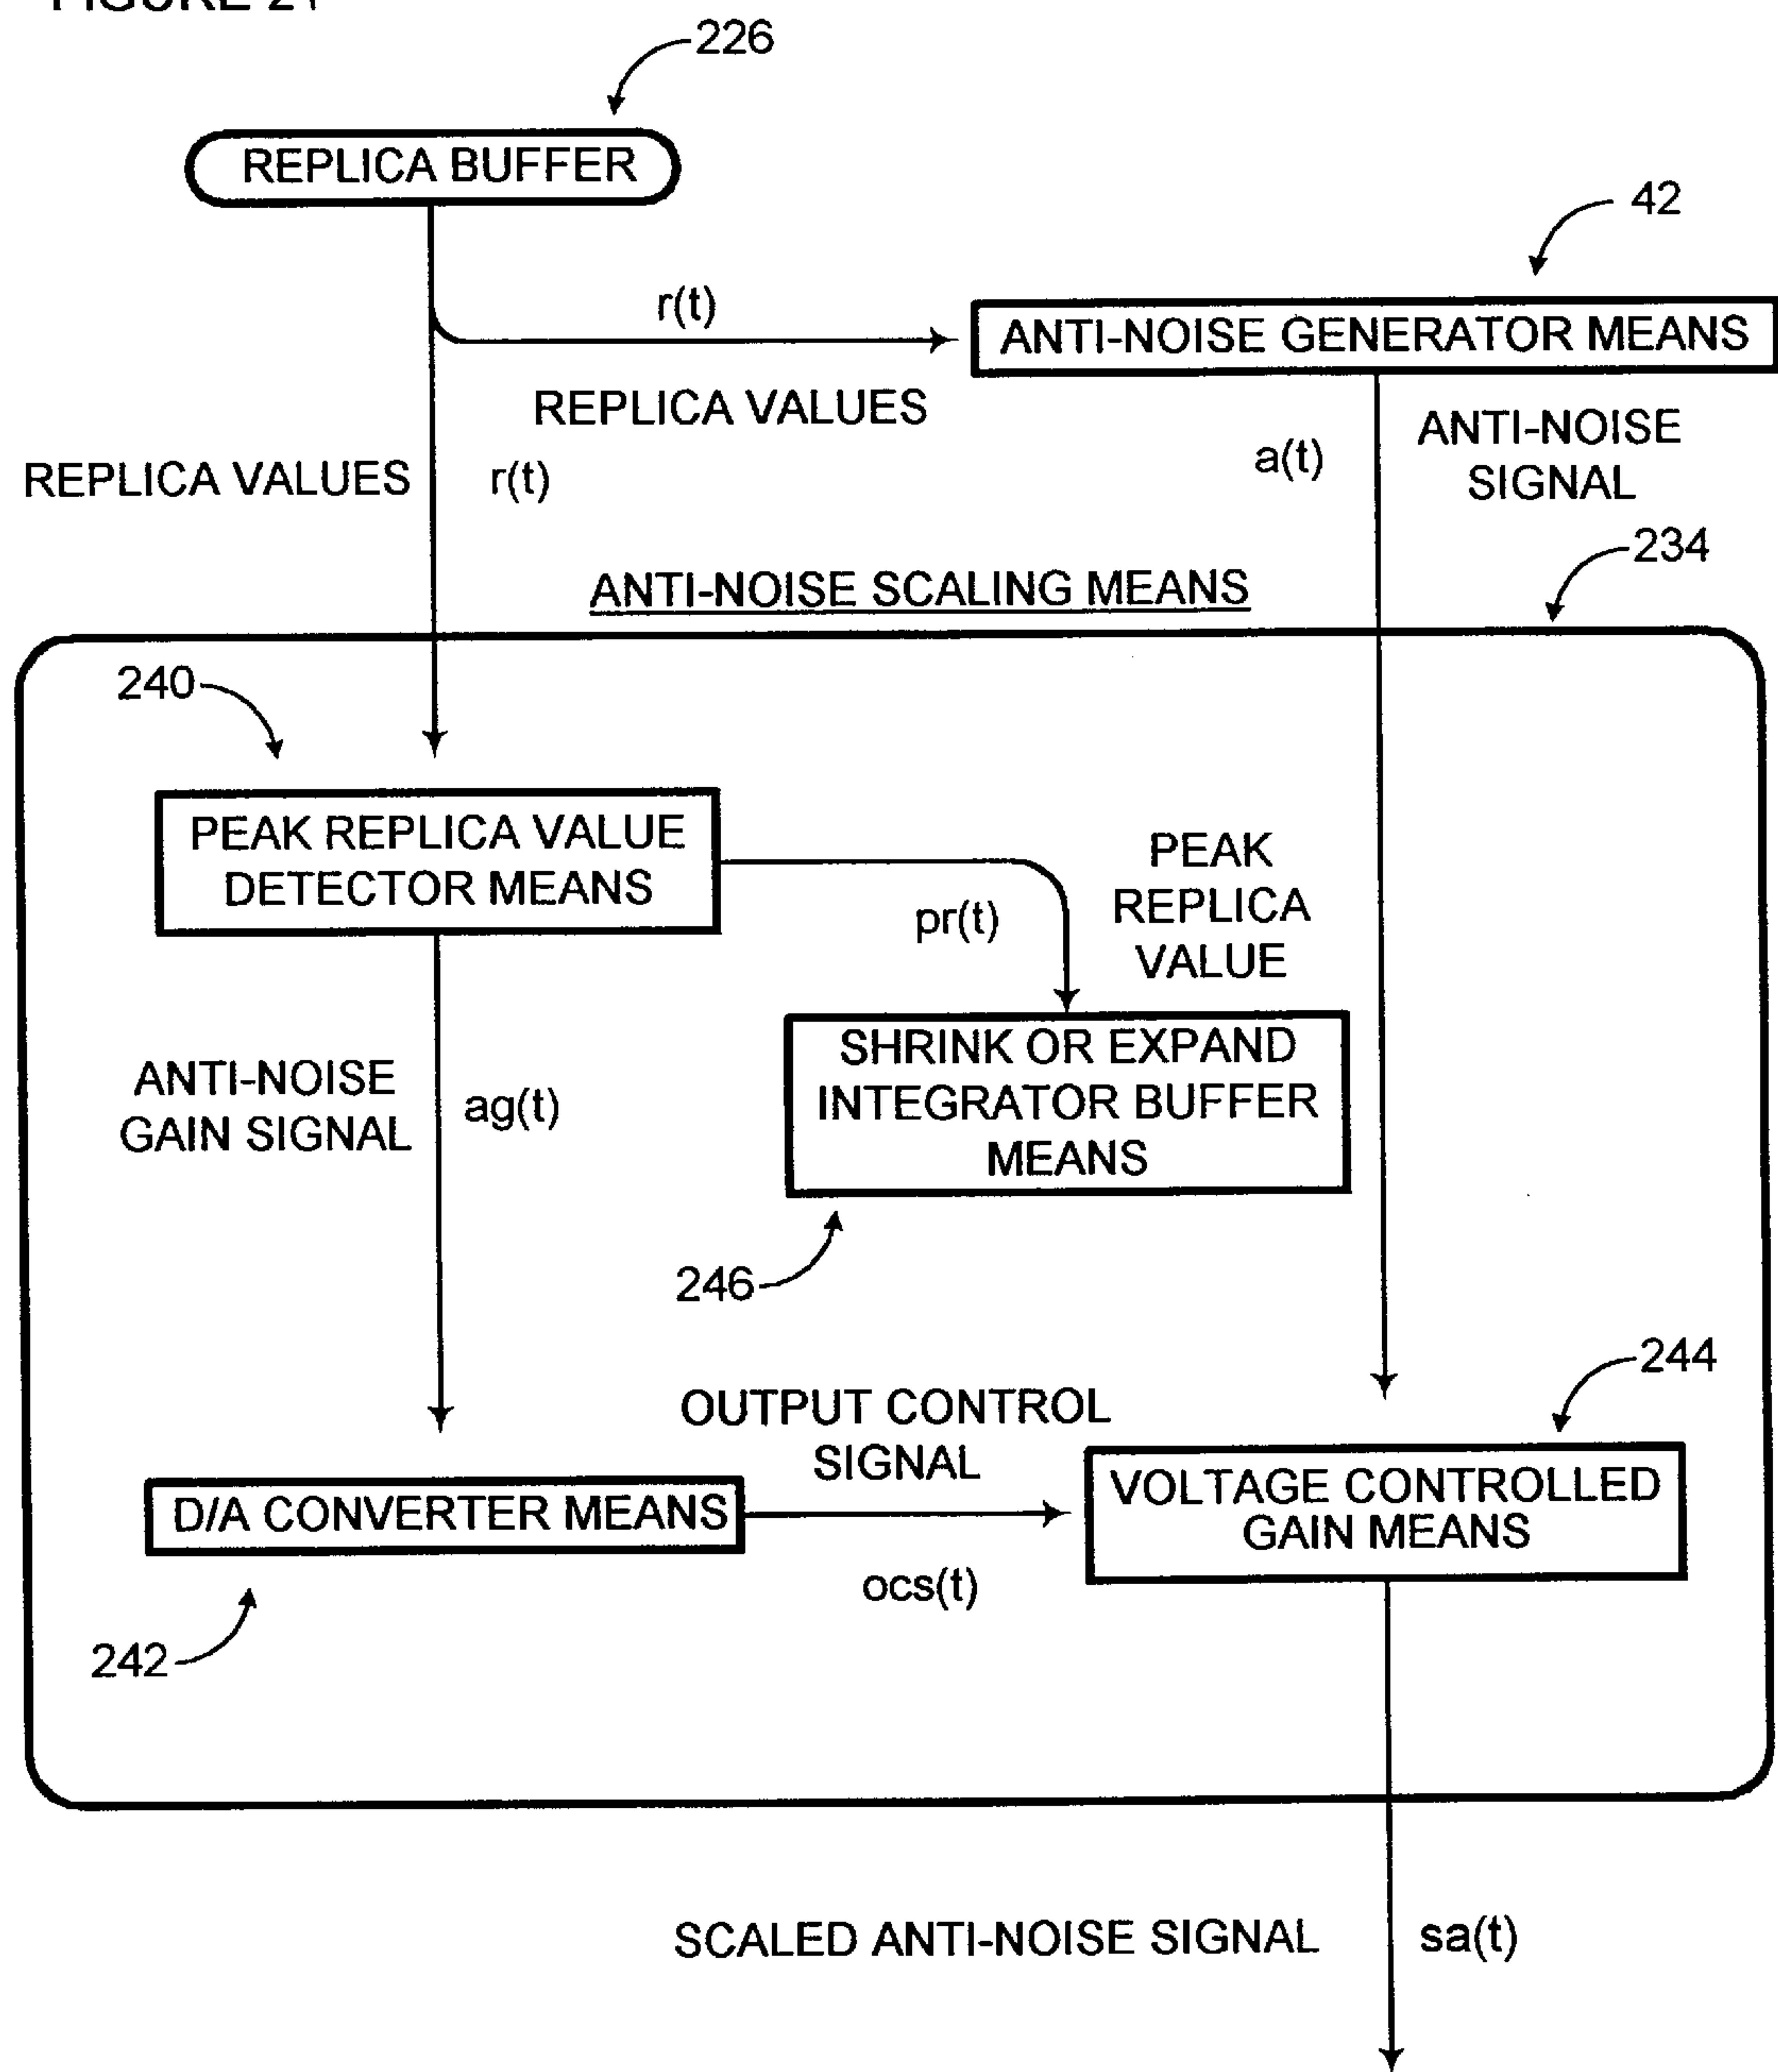 226
REPLICA BUFFER
42
r(t)
ANTI-NOISE GENERATOR MEANS
REPLICA VALUES
ANTI-NOISE
SIGNAL
a(t)
REPLICA VALUES
r(t)
234
ANTI-NOISE SCALING MEANS
240
PEAK REPLICA VALUE
DETECTOR MEANS
PEAK
REPLICA
VALUE
pr(t)
SHRINK OR EXPAND
INTEGRATOR BUFFER
MEANS
ANTI-NOISE
GAIN SIGNAL
ag(t)
246
244
OUTPUT CONTROL
SIGNAL
D/A CONVERTER MEANS
VOLTAGE CONTROLLED
GAIN MEANS
ocs(t)
242
SCALED ANTI-NOISE SIGNAL
sa(t)